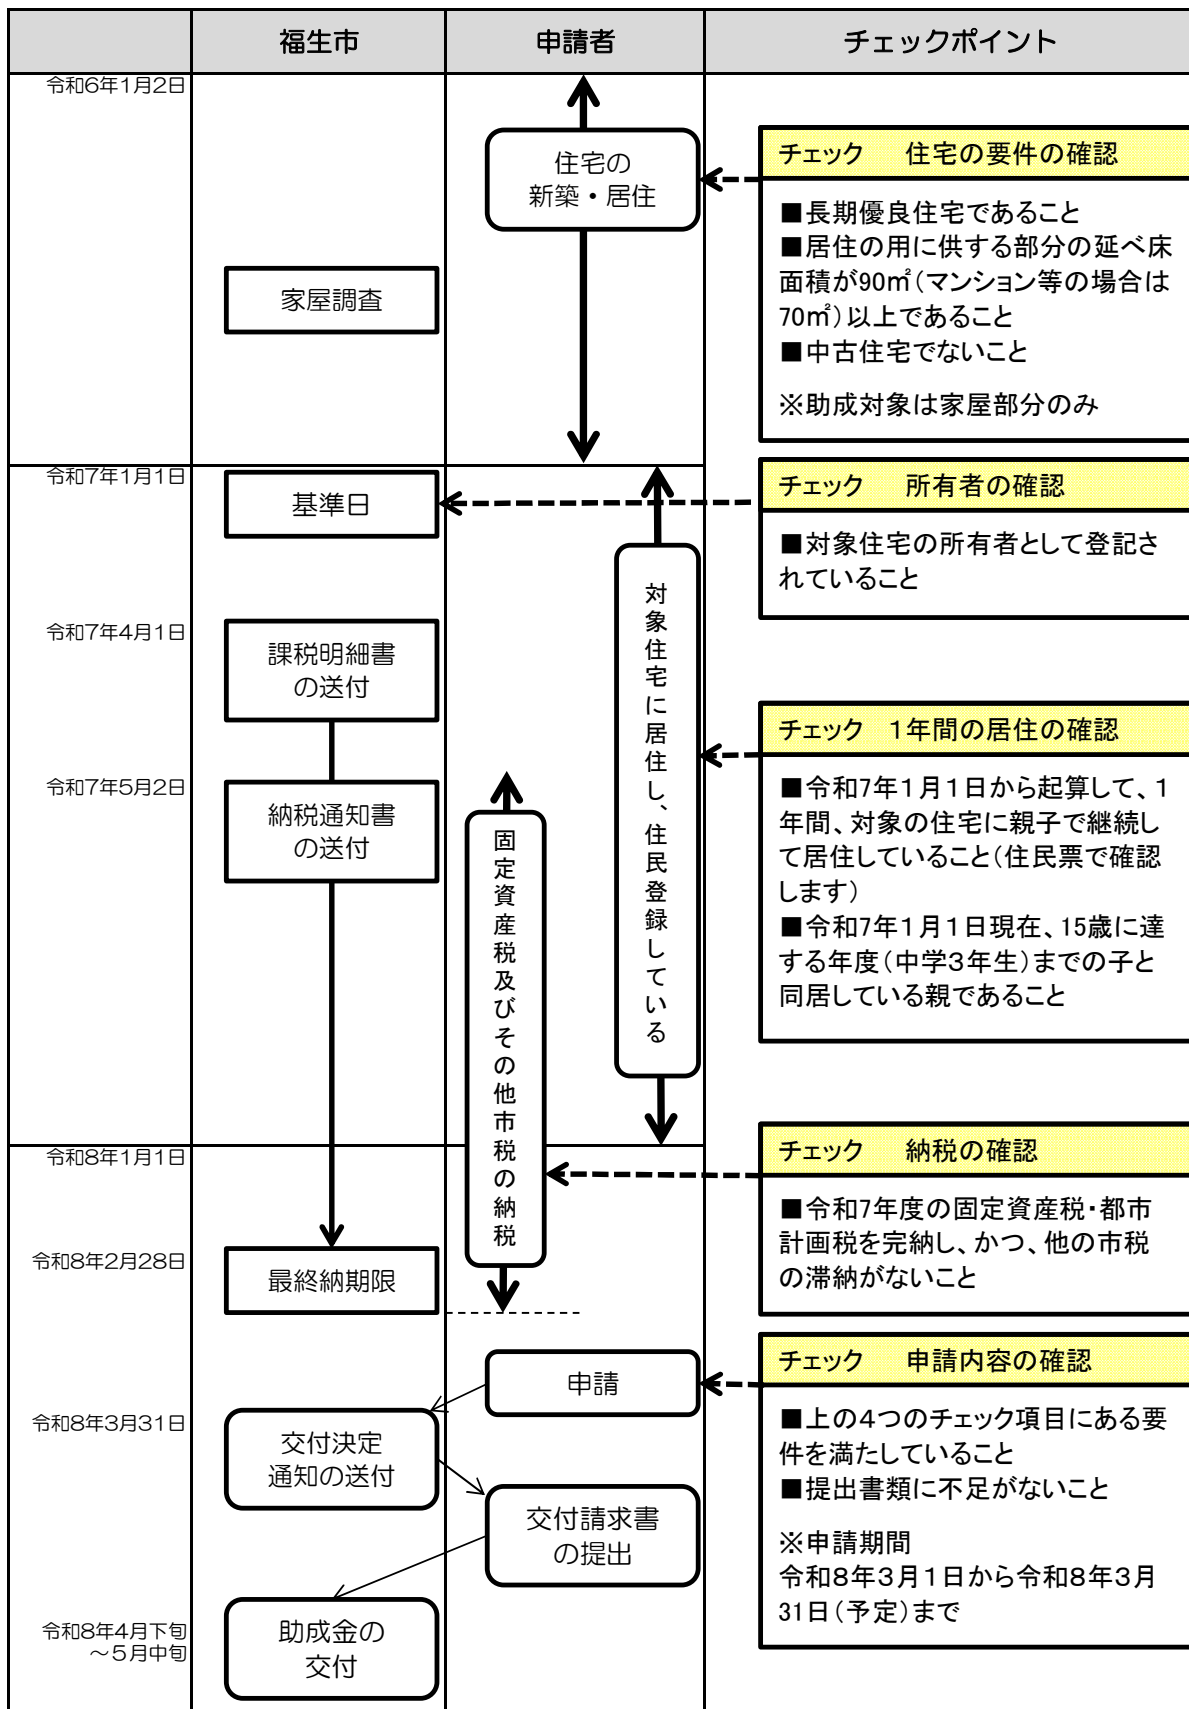 福生市
申請者
チェックポイント
令和6年1月2日
住宅の
新築・居住
チェック 住宅の要件の確認
■長期優良住宅であること
■居住の用に供する部分の延べ床
面積が90㎡（マンション等の場合は
70㎡）以上であること
■中古住宅でないこと
※助成対象は家屋部分のみ
家屋調査
令和7年1月1日
基準日
チェック 所有者の確認
■対象住宅の所有者として登記さ
れていること
対象住宅に居住し、住民登録している
令和7年4月1日
課税明細書
の送付
チェック 1年間の居住の確認
■令和7年1月1日から起算して、1
年間、対象の住宅に親子で継続し
て居住していること（住民票で確認
します）
■令和7年1月1日現在、15歳に達
する年度（中学3年生）までの子と
同居している親であること
令和7年5月2日
納税通知書
の送付
固定資産税及びその他市税の納税
令和8年1月1日
チェック 納税の確認
■令和7年度の固定資産税・都市
計画税を完納し、かつ、他の市税
の滞納がないこと
令和8年2月28日
最終納期限
申請
チェック 申請内容の確認
■上の4つのチェック項目にある要
件を満たしていること
■提出書類に不足がないこと
※申請期間
令和8年3月1日から令和8年3月
31日（予定）まで
令和8年3月31日
交付決定
通知の送付
交付請求書
の提出
令和8年4月下旬
～5月中旬
助成金の
交付